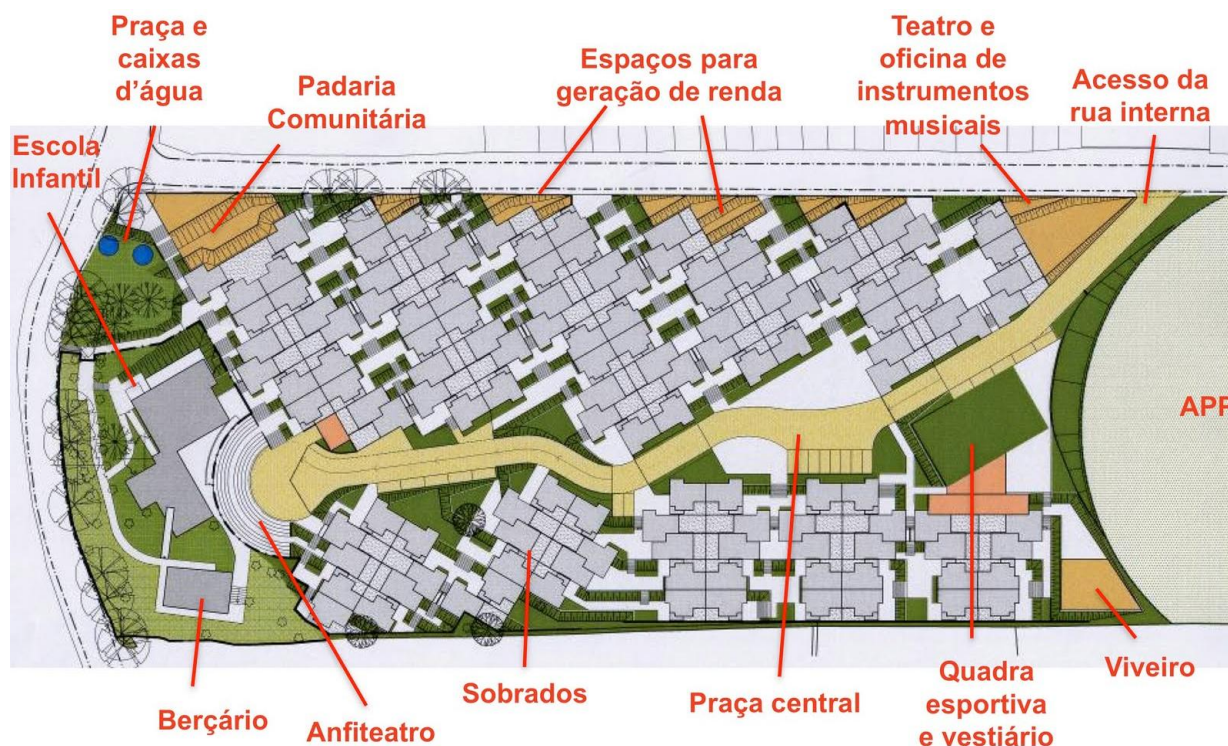 Praça e
caixas
d’água
Padaria
Comunitária
Espaços para
geração de renda
Teatro e
oficina de
instrumentos
musicais
Acesso da
rua interna
Escola
Infantil
APP
Berçário
Anfiteatro
Sobrados
Praça central
Quadra
esportiva
e vestiário
Viveiro